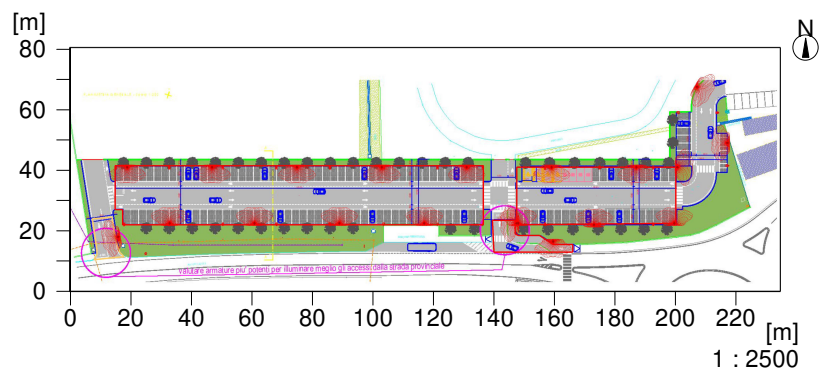 [m]
N
80
60
40
20
0
valutare armature piu' potenti per illuminare meglio gli accessi dalla strada provinciale
0 20 40 60 80 100 120 140 160 180 200 220
[m]
1 : 2500